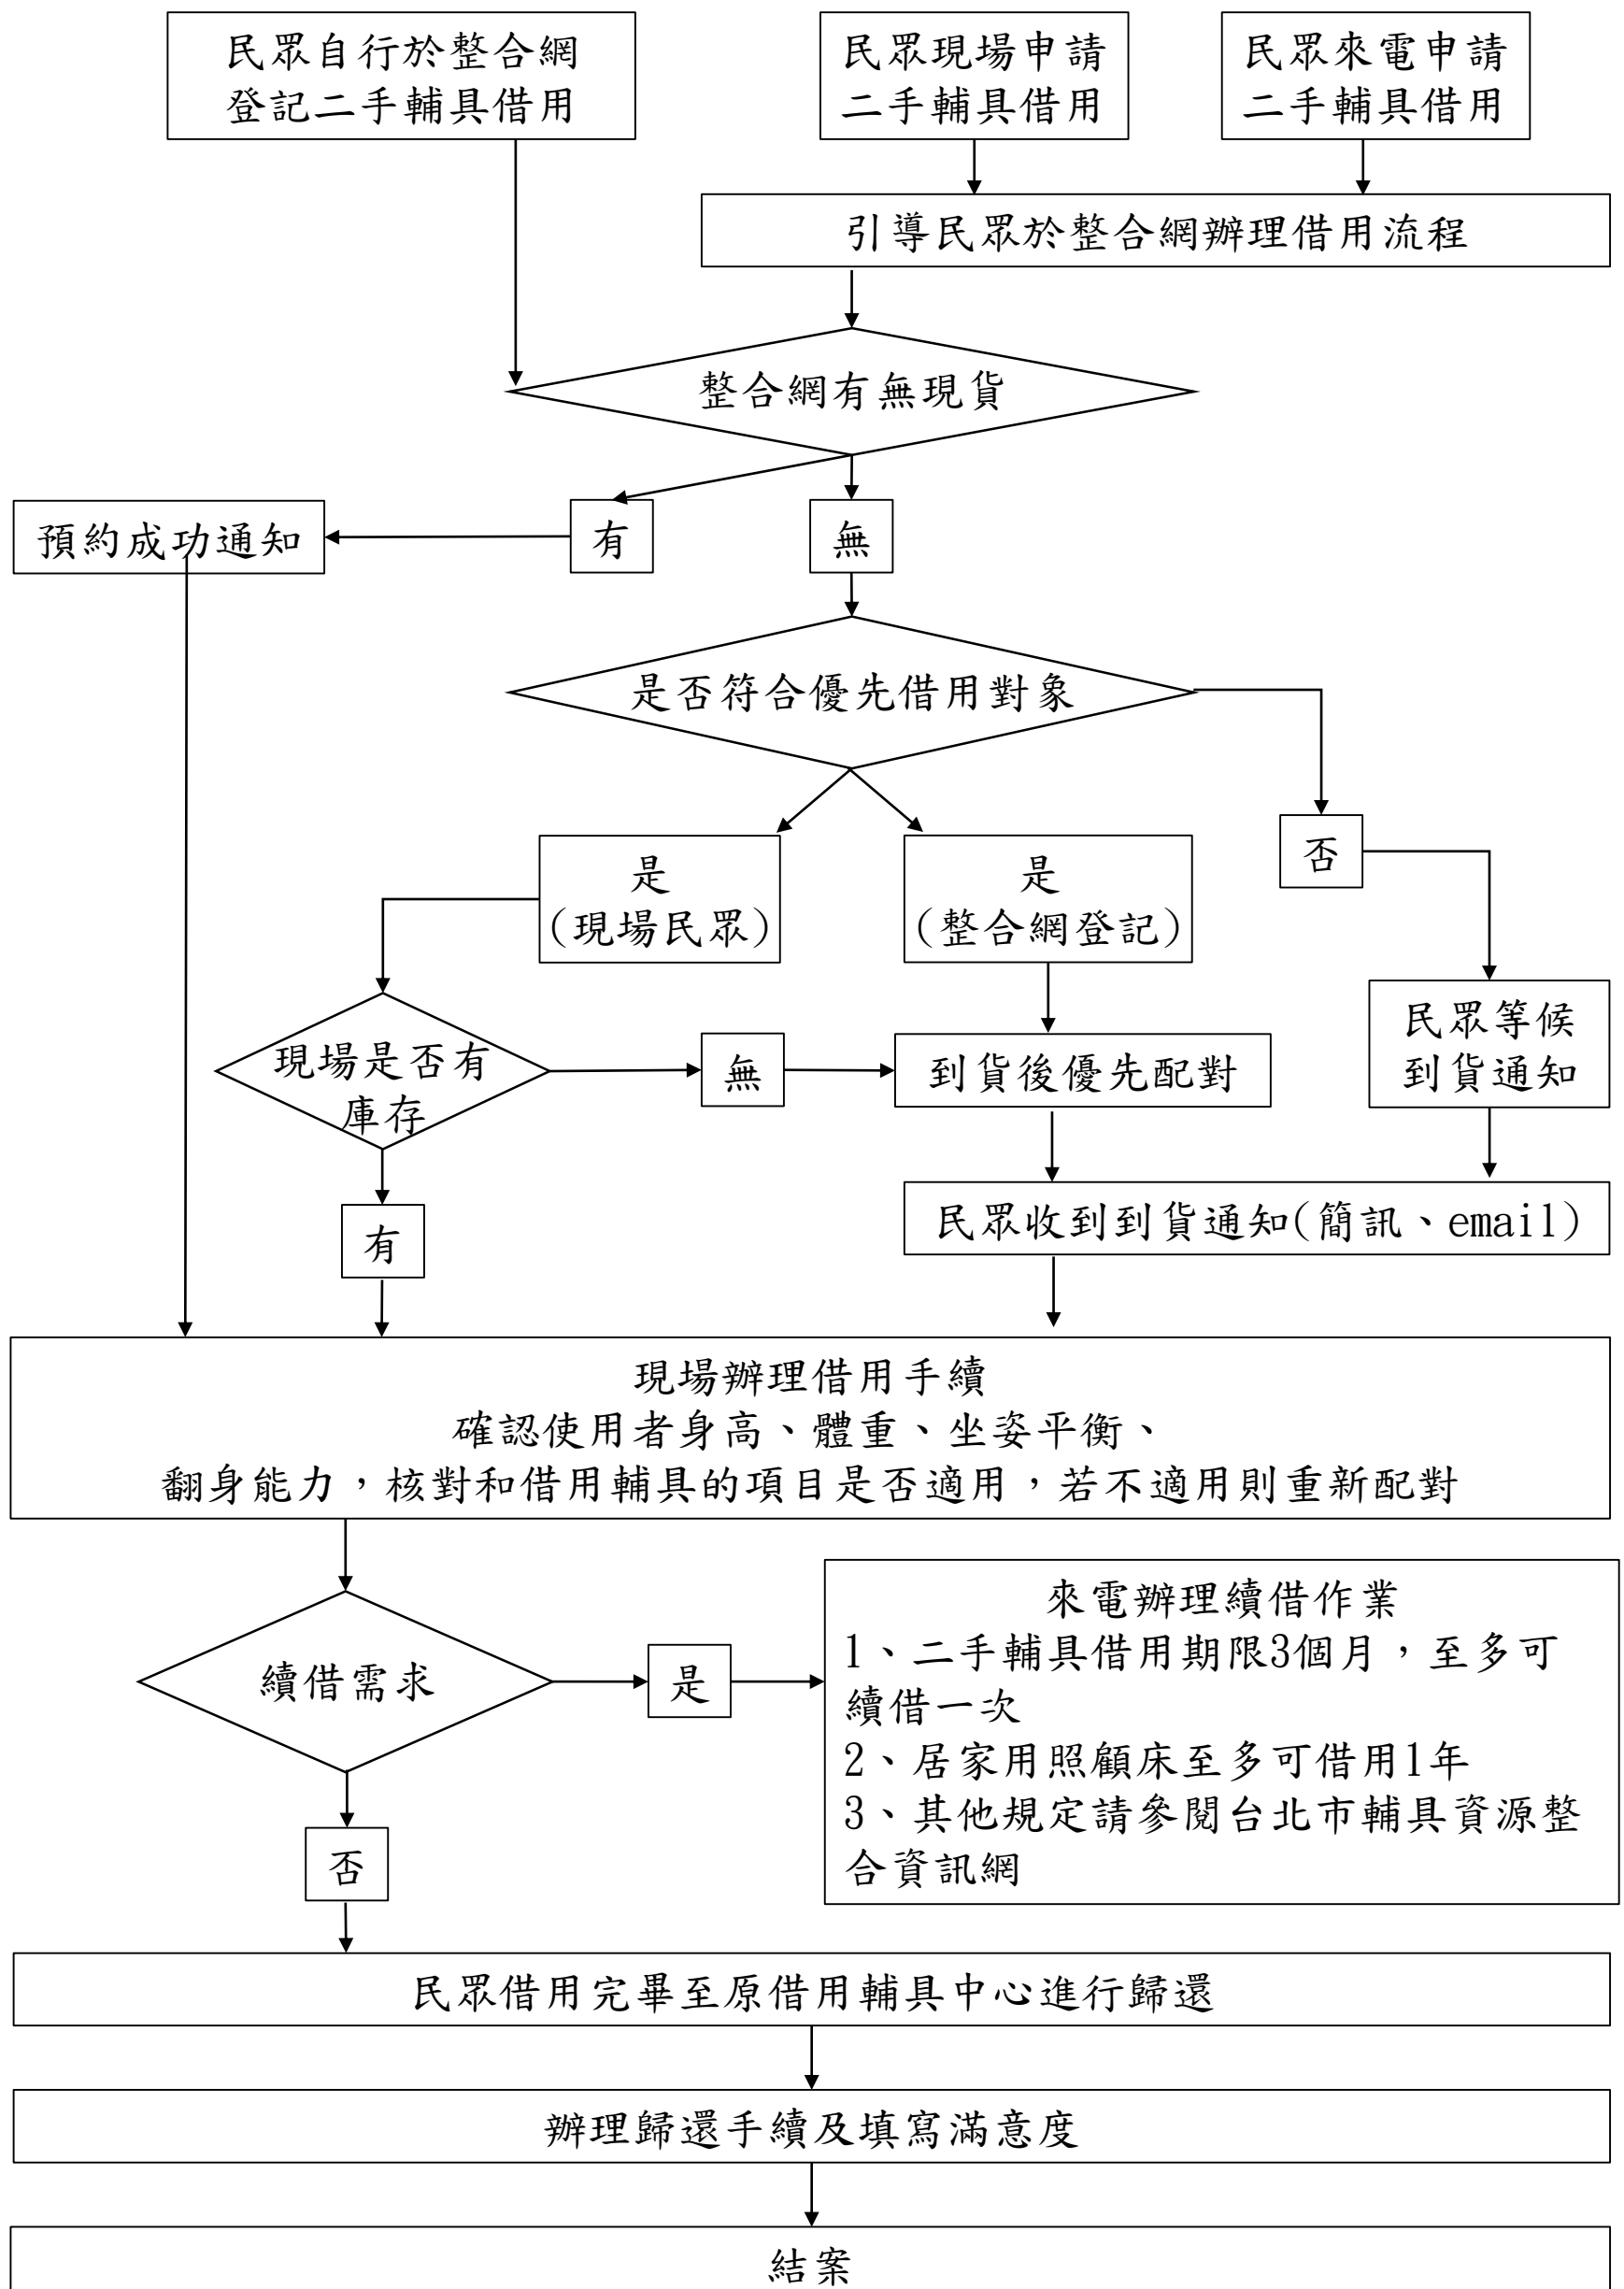 民眾自行於整合網
登記二手輔具借用
民眾現場申請
二手輔具借用
民眾來電申請
二手輔具借用
引導民眾於整合網辦理借用流程
整合網有無現貨
預約成功通知
有
無
是否符合優先借用對象
是
(現場民眾)
是
(整合網登記)
否
現場是否有
庫存
無
到貨後優先配對
民眾等候
到貨通知
有
民眾收到到貨通知(簡訊、email)
現場辦理借用手續
確認使用者身高、體重、坐姿平衡、
翻身能力，核對和借用輔具的項目是否適用，若不適用則重新配對
續借需求
是
來電辦理續借作業
1、二手輔具借用期限3個月，至多可
續借一次
2、居家用照顧床至多可借用1年
3、其他規定請參閱台北市輔具資源整
合資訊網
否
民眾借用完畢至原借用輔具中心進行歸還
辦理歸還手續及填寫滿意度
結案